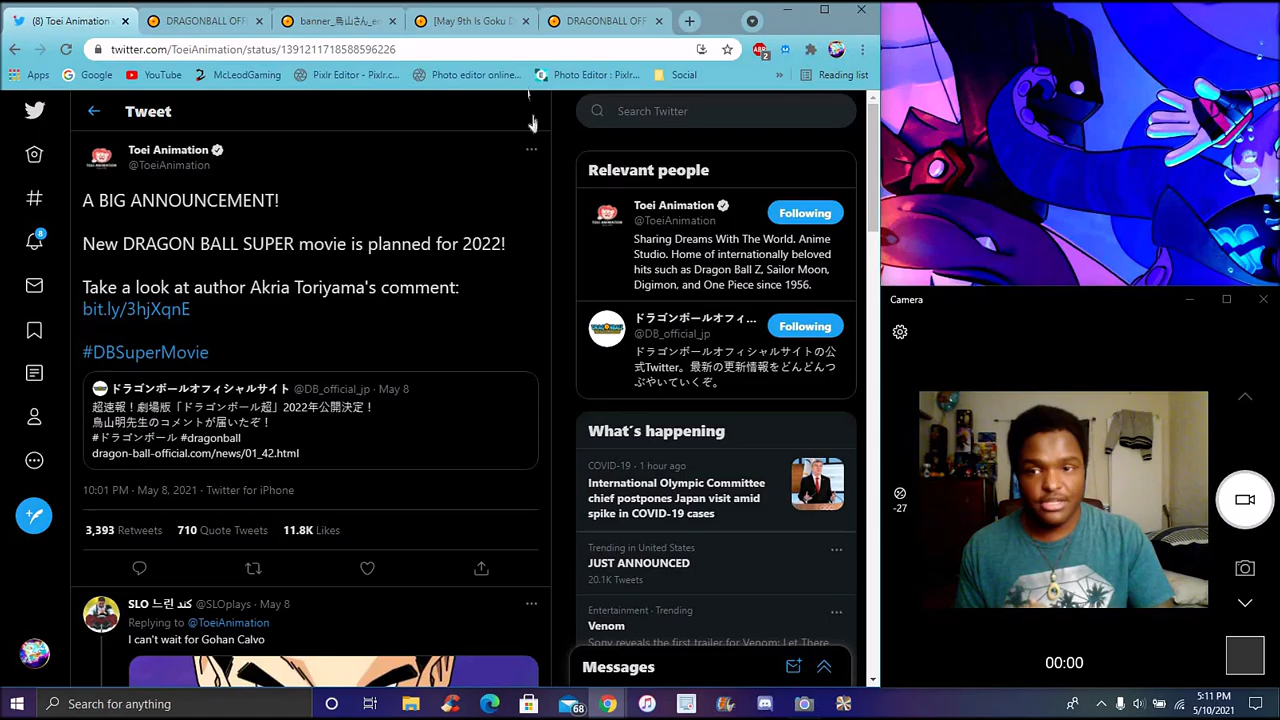 (8) Toei Animation
DRAGONBALL OFF
banner_鳥山さん_en
[May 9th Is Goku D
DRAGONBALL OFF
twitter.com/ToeiAnimation/status/1391211718588596226
Apps
Google
YouTube
McLeodGaming
Pixlr Editor - Pixlr.c...
Photo editor online...
Photo Editor : Pixlr...
Social
»
Reading list
Tweet
Toei Animation
@ToeiAnimation
A BIG ANNOUNCEMENT!
New DRAGON BALL SUPER movie is planned for 2022!
Take a look at author Akria Toriyama's comment:
bit.ly/3hjXqnE
#DBSuperMovie
ドラゴンボールオフィシャルサイト @DB_official_jp · May 8
超速報！劇場版「ドラゴンボール超」2022年公開決定！
鳥山明先生のコメントが届いたぞ！
#ドラゴンボール #dragonball
dragon-ball-official.com/news/01_42.html
10:01 PM · May 8, 2021 · Twitter for iPhone
3,393 Retweets 710 Quote Tweets 11.8K Likes
SLO 느린 كند @SLOplays · May 8
Replying to @ToeiAnimation
I can't wait for Gohan Calvo
8
Search Twitter
Relevant people
Toei Animation
@ToeiAnimation
Following
Sharing Dreams With The World. Anime
Studio. Home of internationally beloved
hits such as Dragon Ball Z, Sailor Moon,
Digimon, and One Piece since 1956.
ドラゴンボールオフィ...
@DB_official_jp
Following
ドラゴンボールオフィシャルサイトの公
式Twitter。最新の更新情報をどんどんつ
ぶやいていくぞ。
What's happening
COVID-19 · 1 hour ago
International Olympic Committee
chief postpones Japan visit amid
spike in COVID-19 cases
Trending in United States
JUST ANNOUNCED
20.1K Tweets
Entertainment · Trending
Venom
Sony reveals the first trailer for Venom: Let There
Messages
Camera
-27
00:00
Search for anything
68
5:11 PM
5/10/2021